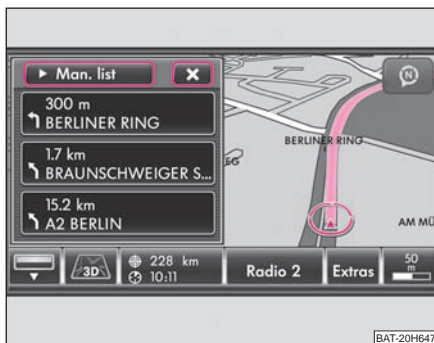 Man. list
300 m
BERLINER RING
1.7 km
BRAUNSCHWEIGER S...
15.2 km
A2 BERLIN
N
BERLINER RING
EG
AM MÜ
3D
228 km
10:11
Radio 2
Extras
50
m
BAT-20H647